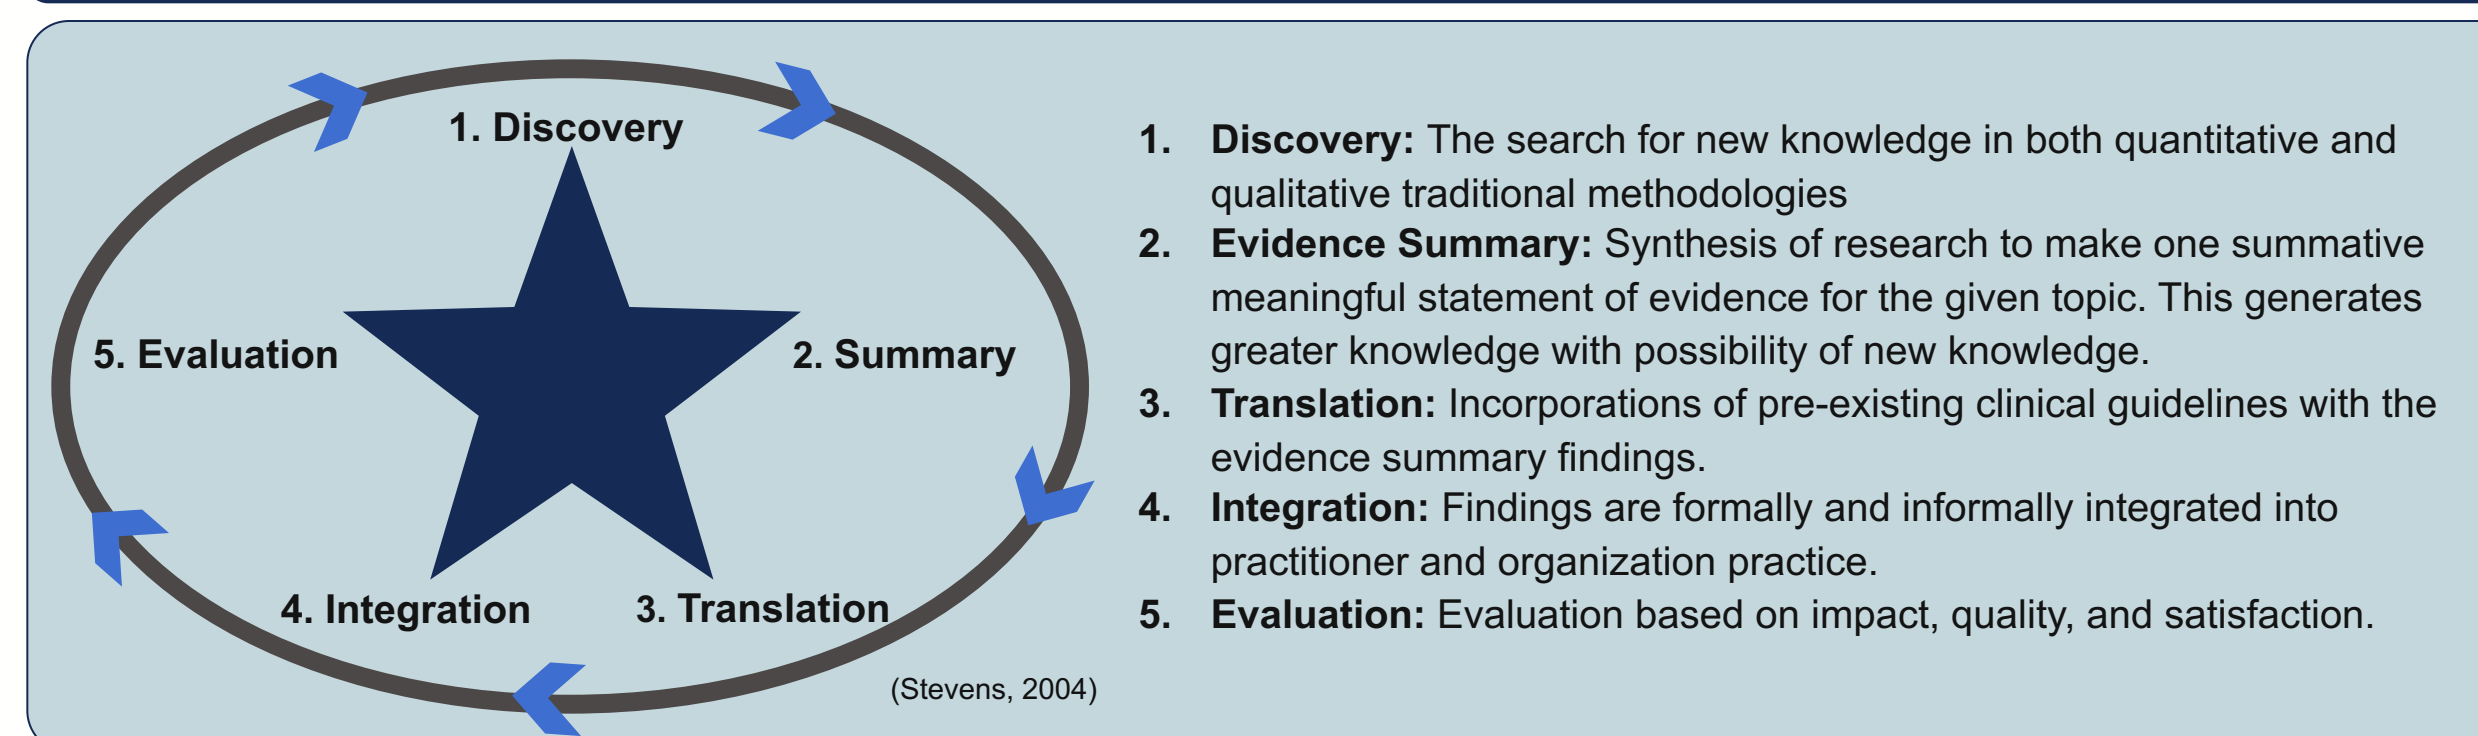 1. Discovery
5. Evaluation
2. Summary
4. Integration
3. Translation
(Stevens, 2004)
1. Discovery: The search for new knowledge in both quantitative and
qualitative traditional methodologies
2. Evidence Summary: Synthesis of research to make one summative
meaningful statement of evidence for the given topic. This generates
greater knowledge with possibility of new knowledge.
3. Translation: Incorporations of pre-existing clinical guidelines with the
evidence summary findings.
4. Integration: Findings are formally and informally integrated into
practitioner and organization practice.
5. Evaluation: Evaluation based on impact, quality, and satisfaction.